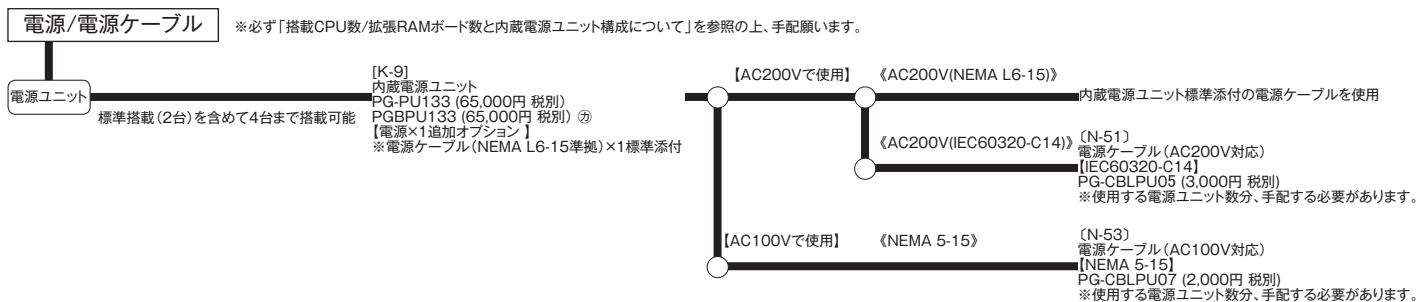 電源/電源ケーブル
※必ず「搭載CPU数/拡張RAMボード数と内蔵電源ユニット構成について」を参照の上、手配願います。
電源ユニット
標準搭載(2台)を含めて4台まで搭載可能
[K-9]
内蔵電源ユニット
PG-PU133 (65,000円 税別)
PGBPU133 (65,000円 税別) ㋕
【電源×1追加オプション 】
※電源ケーブル(NEMA L6-15準拠)×1標準添付
【AC200Vで使用】
《AC200V(NEMA L6-15)》
内蔵電源ユニット標準添付の電源ケーブルを使用
《AC200V(IEC60320-C14)》
〔N-51〕
電源ケーブル(AC200V対応)
【IEC60320-C14】
PG-CBLPU05 (3,000円 税別)
※使用する電源ユニット数分、手配する必要があります。
【AC100Vで使用】
《NEMA 5-15》
〔N-53〕
電源ケーブル(AC100V対応)
【NEMA 5-15】
PG-CBLPU07 (2,000円 税別)
※使用する電源ユニット数分、手配する必要があります。